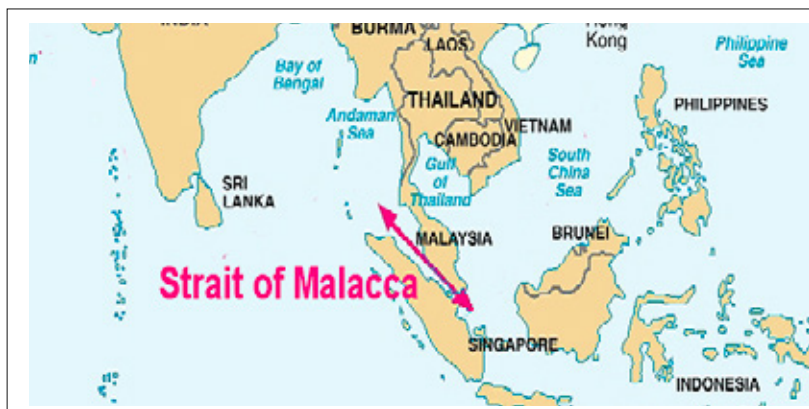 BURMA
LAOS
Kong
Philippine
Sea
Bay of
Bengal
THAILAND
PHILIPPINES
Andaman
Sea
VIETNAM
CAMBODIA
Gulf
of
Thailand
South
China
Sea
SRI
LANKA
MALAYSIA
BRUNEI
Strait of Malacca
SINGAPORE
INDONESIA